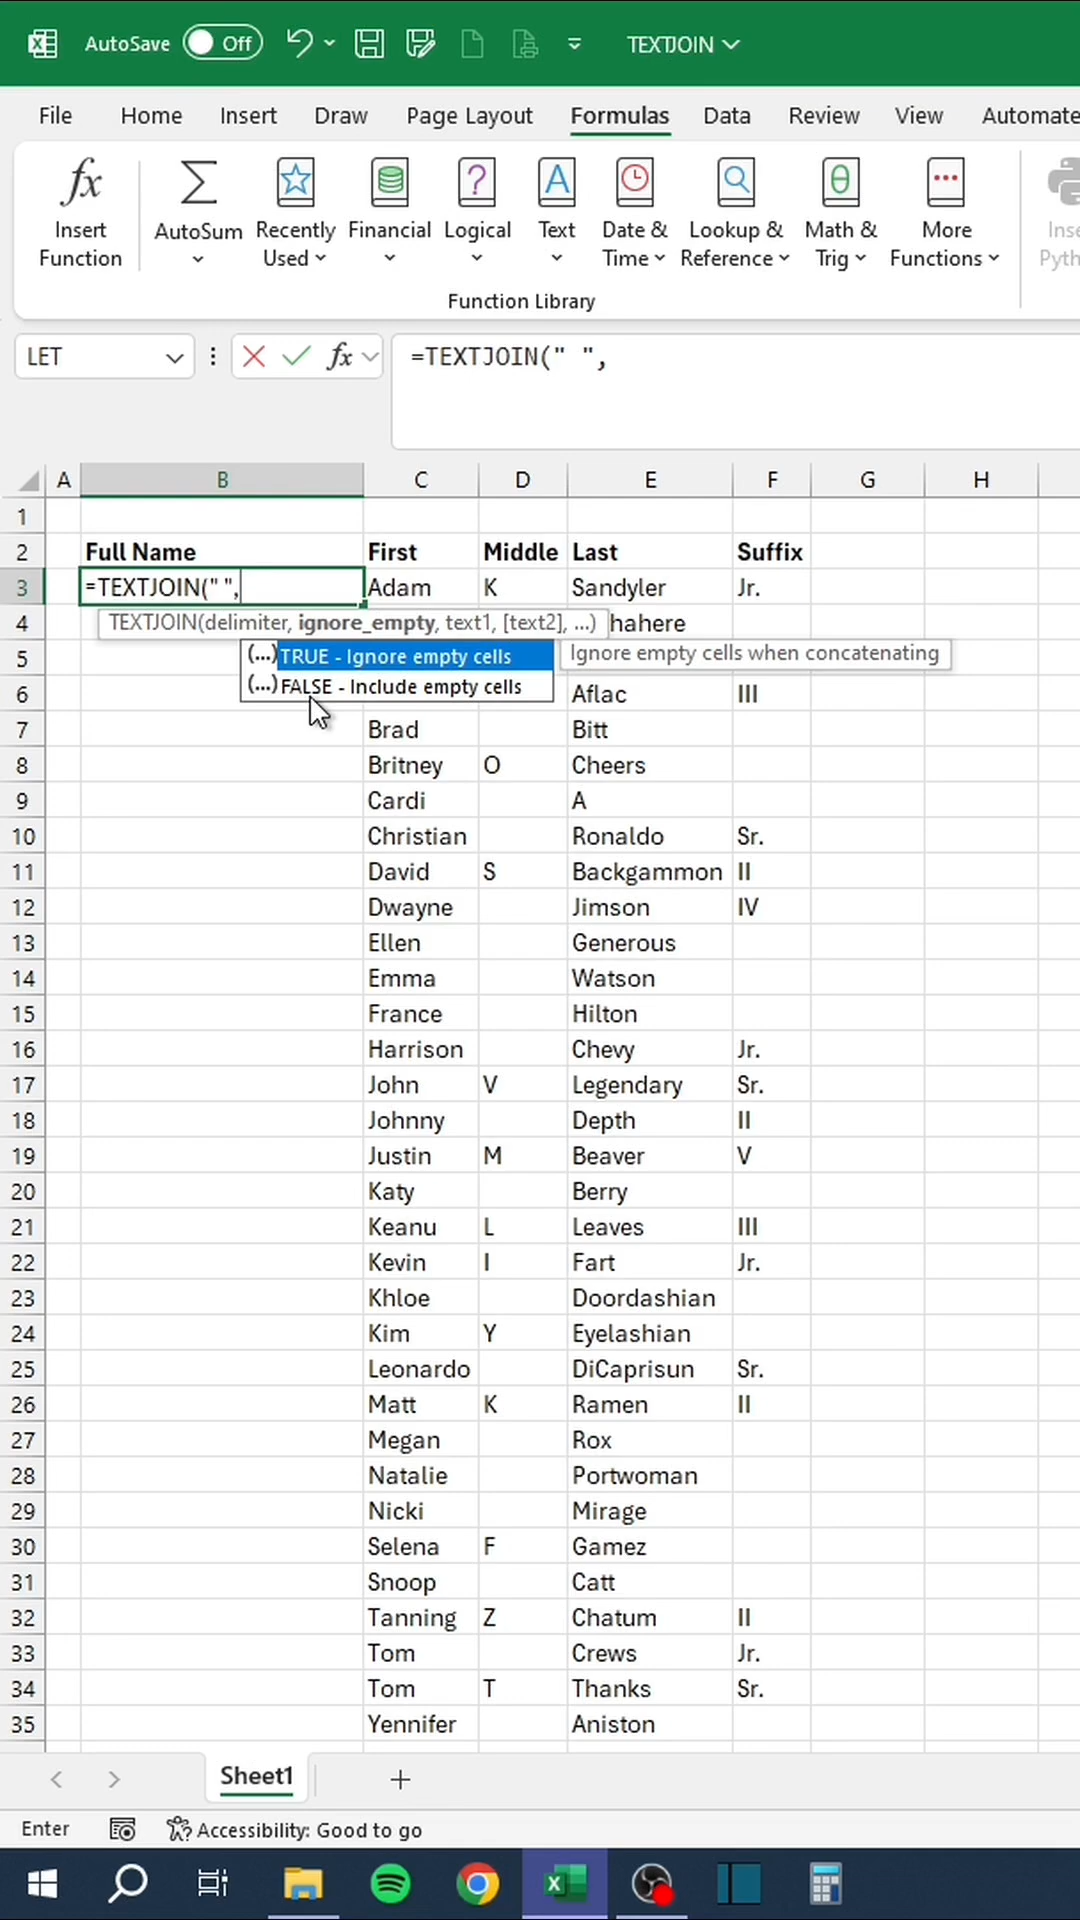 AutoSave Off TEXTJOIN
File Home Insert Draw Page Layout Formulas Data Review View Automate
fx Σ ? A θ
Insert Function AutoSum Recently Used Financial Logical Text Date & Time Lookup & Reference Math & Trig More Functions
Function Library
LET fx =TEXTJOIN(" ",
A B C D E F G H
1
2 Full Name First Middle Last Suffix
3 =TEXTJOIN(" ", Adam K Sandyler Jr.
4 TEXTJOIN(delimiter, ignore_empty, text1, [text2], ...) hahere
5 (...) TRUE - Ignore empty cells Ignore empty cells when concatenating
(...) FALSE - Include empty cells
6 Aflac III
7 Brad Bitt
8 Britney O Cheers
9 Cardi A
10 Christian Ronaldo Sr.
11 David S Backgammon II
12 Dwayne Jimson IV
13 Ellen Generous
14 Emma Watson
15 France Hilton
16 Harrison Chevy Jr.
17 John V Legendary Sr.
18 Johnny Depth II
19 Justin M Beaver V
20 Katy Berry
21 Keanu L Leaves III
22 Kevin I Fart Jr.
23 Khloe Doordashian
24 Kim Y Eyelashian
25 Leonardo DiCaprisun Sr.
26 Matt K Ramen II
27 Megan Rox
28 Natalie Portwoman
29 Nicki Mirage
30 Selena F Gamez
31 Snoop Catt
32 Tanning Z Chatum II
33 Tom Crews Jr.
34 Tom T Thanks Sr.
35 Yennifer Aniston
Sheet1
Enter Accessibility: Good to go